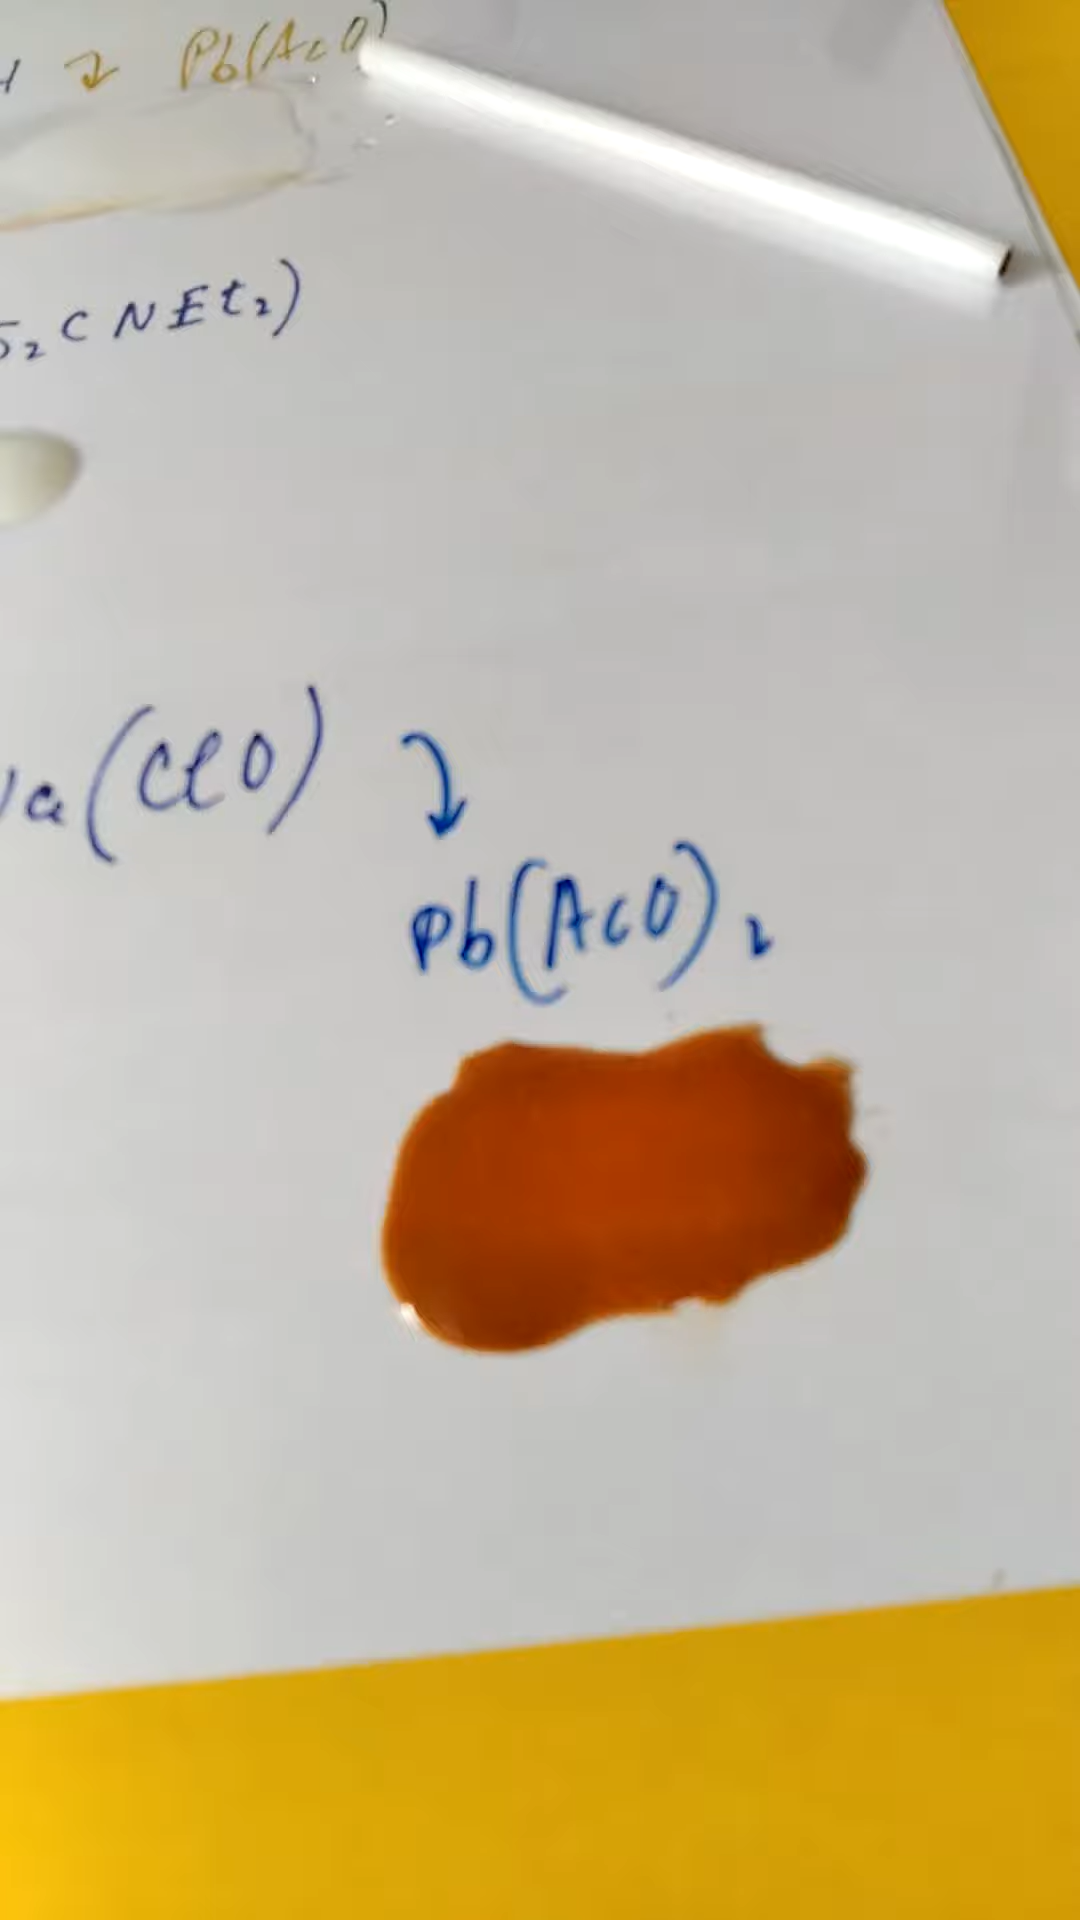 ↴ Pb(AcO)
S₂CNEt₂)
a(ClO) ↴
Pb(AcO)₂